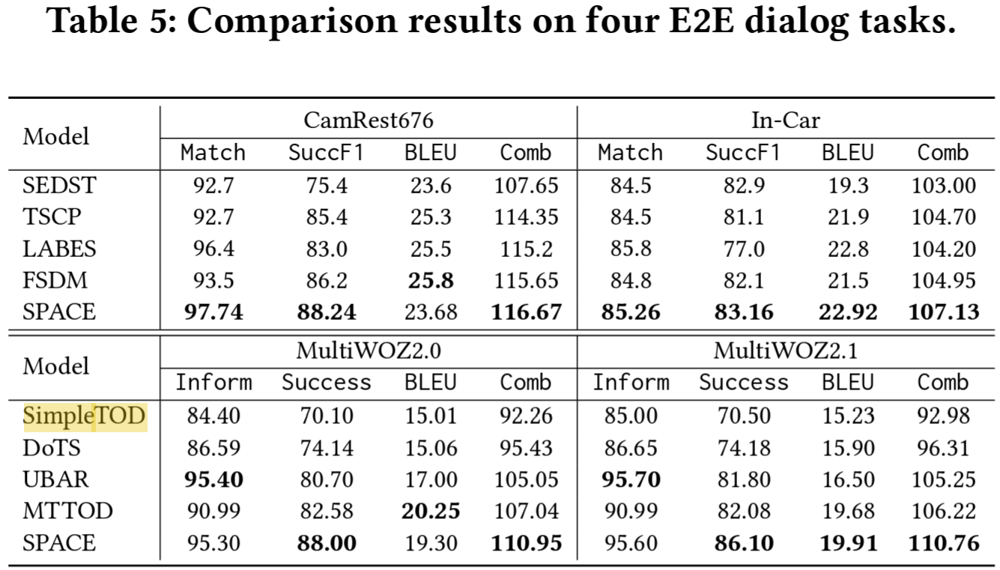 Table 5: Comparison results on four E2E dialog tasks.
Model CamRest676 In-Car
Match SuccF1 BLEU Comb Match SuccF1 BLEU Comb
SEDST 92.7 75.4 23.6 107.65 84.5 82.9 19.3 103.00
TSCP 92.7 85.4 25.3 114.35 84.5 81.1 21.9 104.70
LABES 96.4 83.0 25.5 115.2 85.8 77.0 22.8 104.20
FSDM 93.5 86.2 25.8 115.65 84.8 82.1 21.5 104.95
SPACE 97.74 88.24 23.68 116.67 85.26 83.16 22.92 107.13
Model MultiWOZ2.0 MultiWOZ2.1
Inform Success BLEU Comb Inform Success BLEU Comb
SimpleTOD 84.40 70.10 15.01 92.26 85.00 70.50 15.23 92.98
DoTS 86.59 74.14 15.06 95.43 86.65 74.18 15.90 96.31
UBAR 95.40 80.70 17.00 105.05 95.70 81.80 16.50 105.25
MTTOD 90.99 82.58 20.25 107.04 90.99 82.08 19.68 106.22
SPACE 95.30 88.00 19.30 110.95 95.60 86.10 19.91 110.76